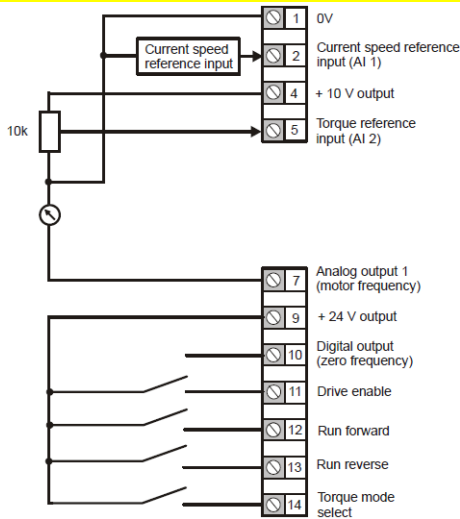 1 0V
Current speed
reference input
2 Current speed reference
input (AI 1)
4 + 10 V output
10k
5 Torque reference
input (AI 2)
7 Analog output 1
(motor frequency)
9 + 24 V output
10 Digital output
(zero frequency)
11 Drive enable
12 Run forward
13 Run reverse
14 Torque mode
select